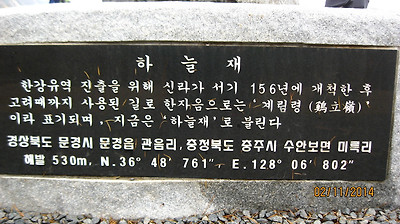 하늘재
한강유역 진출을 위해 신라가 서기 156년에 개척한 후
고려때까지 사용된 길로 한자음으로는 '계림령(鷄立嶺)'
이라 표기되며, 지금은 '하늘재'로 불린다
경상북도 문경시 문경읍 관음리, 충청북도 충주시 수안보면 미륵리
해발 530m, N.36° 48′ 761″, E.128° 06′ 802″
02/11/2014